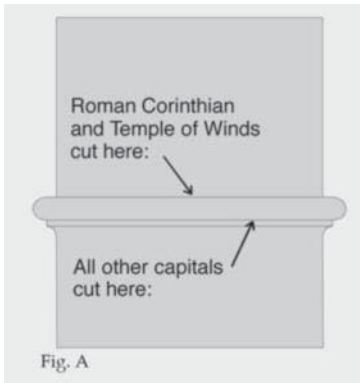 Roman Corinthian
and Temple of Winds
cut here:
All other capitals
cut here:
Fig. A